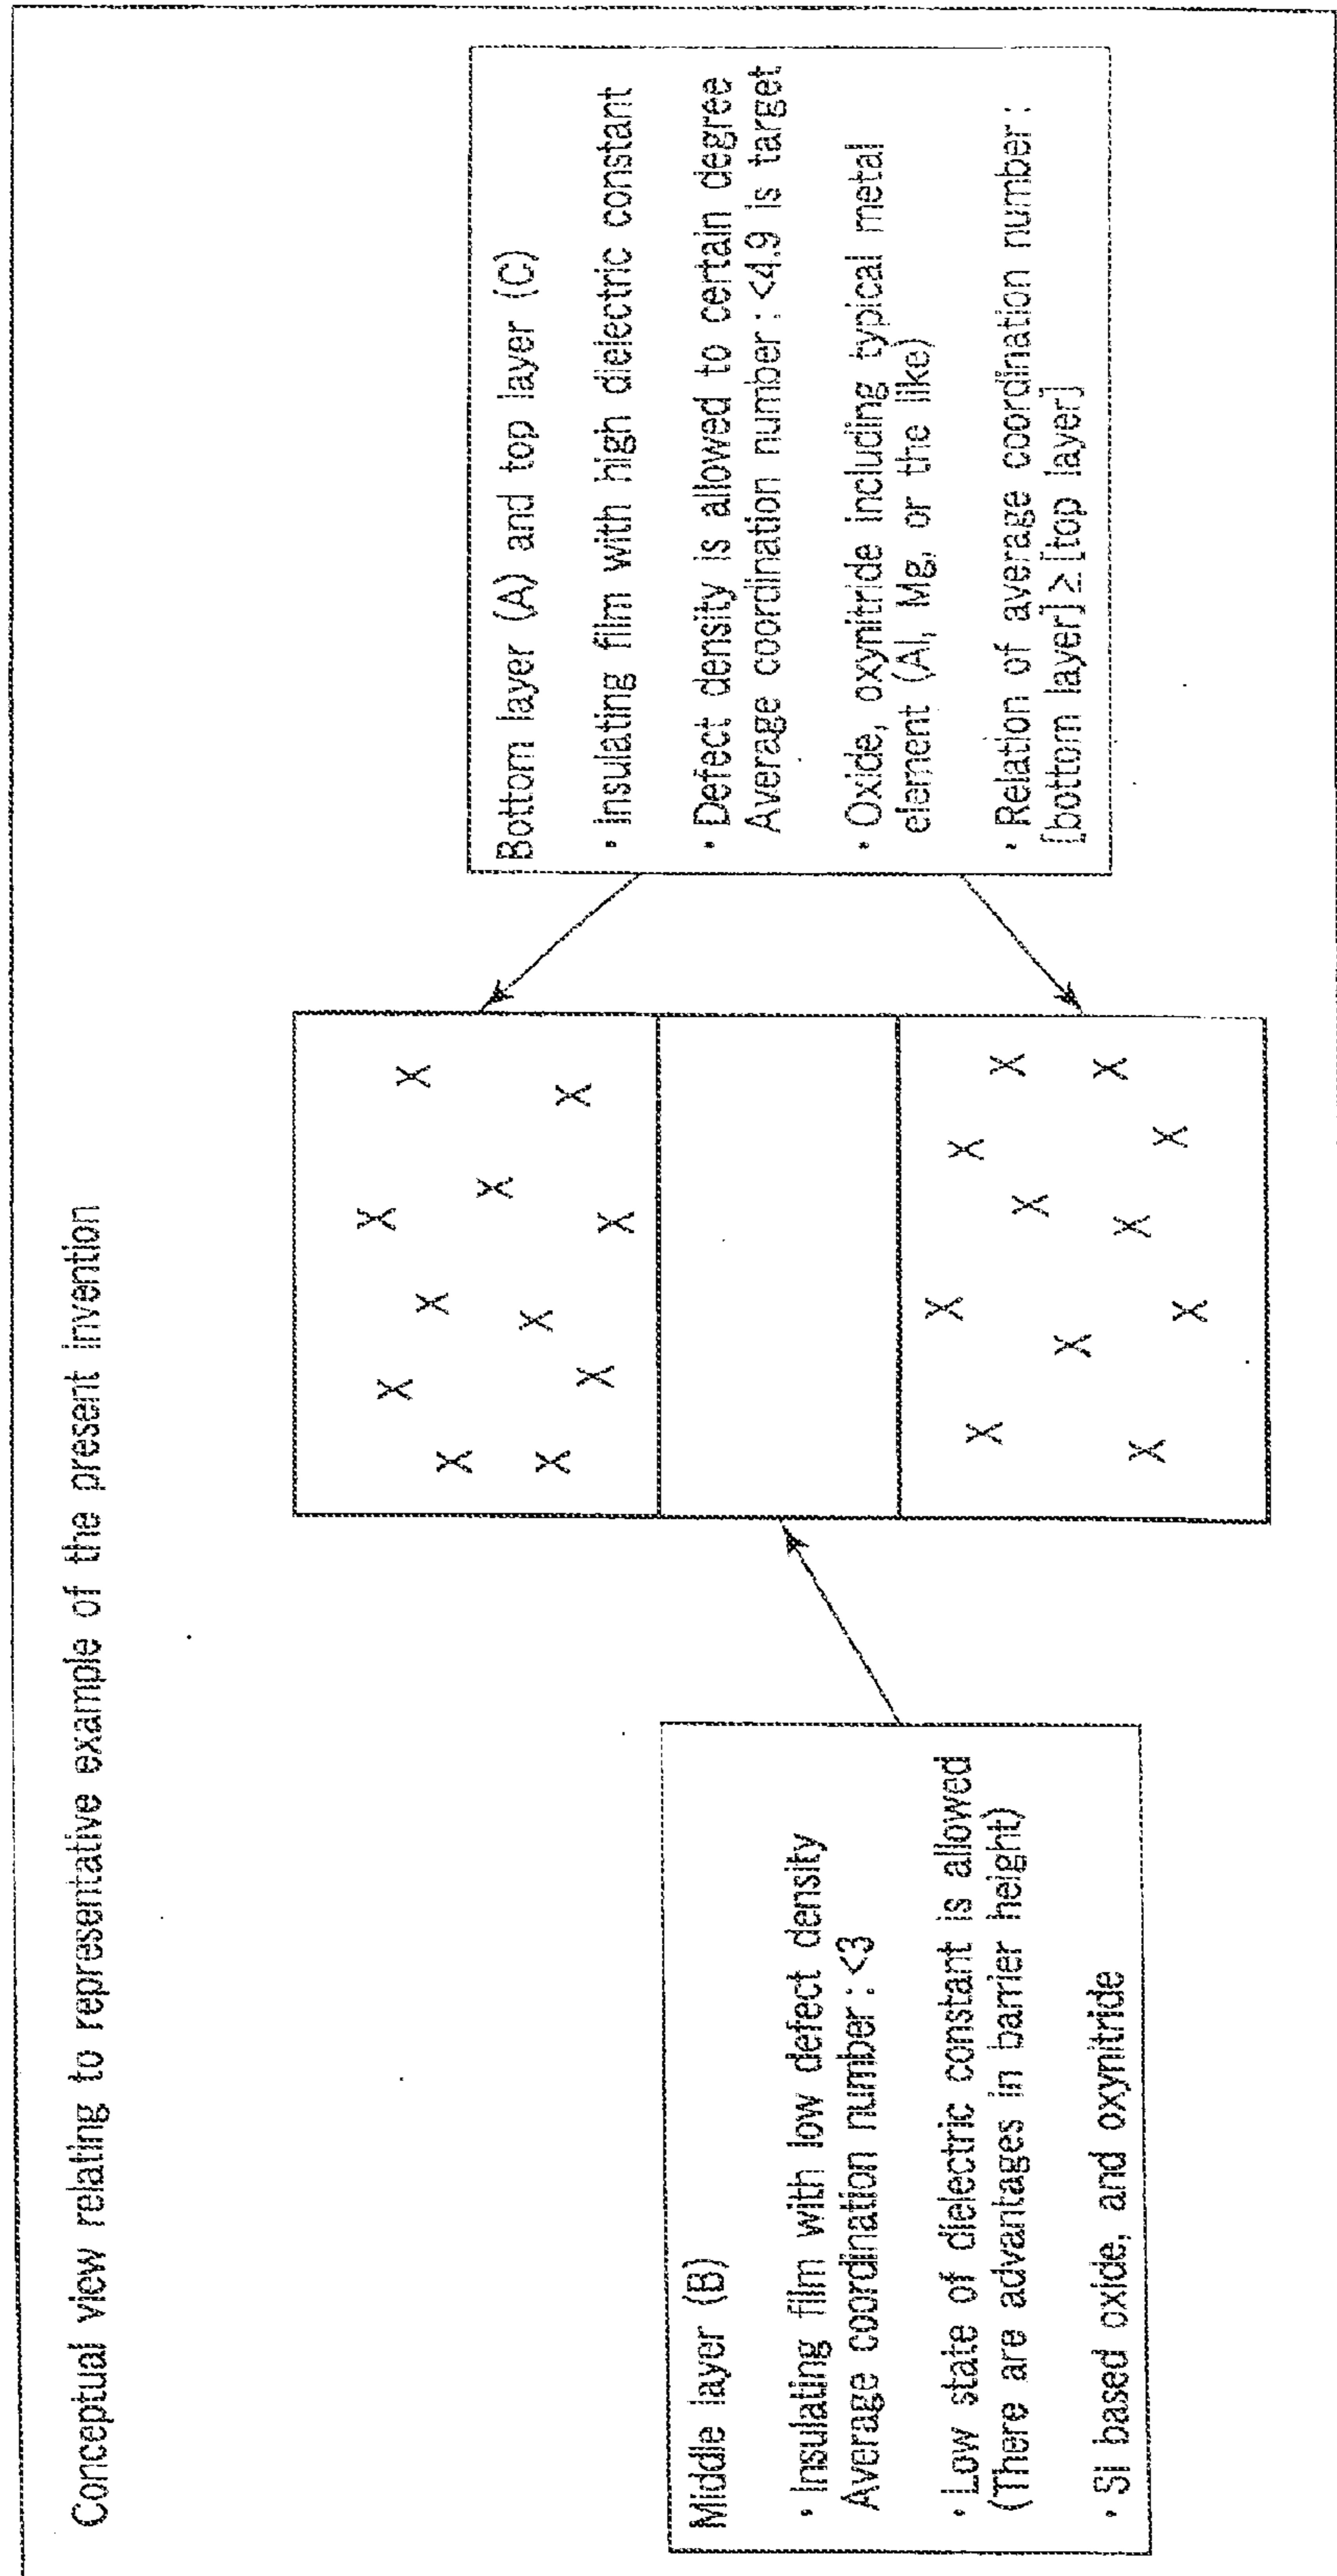 Conceptual view relating to representative example of the present invention
Middle layer (B)
・Insulating film with low defect density
Average coordination number : <3
・Low state of dielectric constant is allowed
(There are advantages in barrier height)
・Si based oxide, and oxynitride
X X X X X X X X X X X
X X X X X X X X X X X X
Bottom layer (A) and top layer (C)
・Insulating film with high dielectric constant
・Defect density is allowed to certain degree
Average coordination number : <4.9 is target
・Oxide, oxynitride including typical metal
element (Al, Mg, or the like)
・Relation of average coordination number :
[bottom layer]≥[top layer]